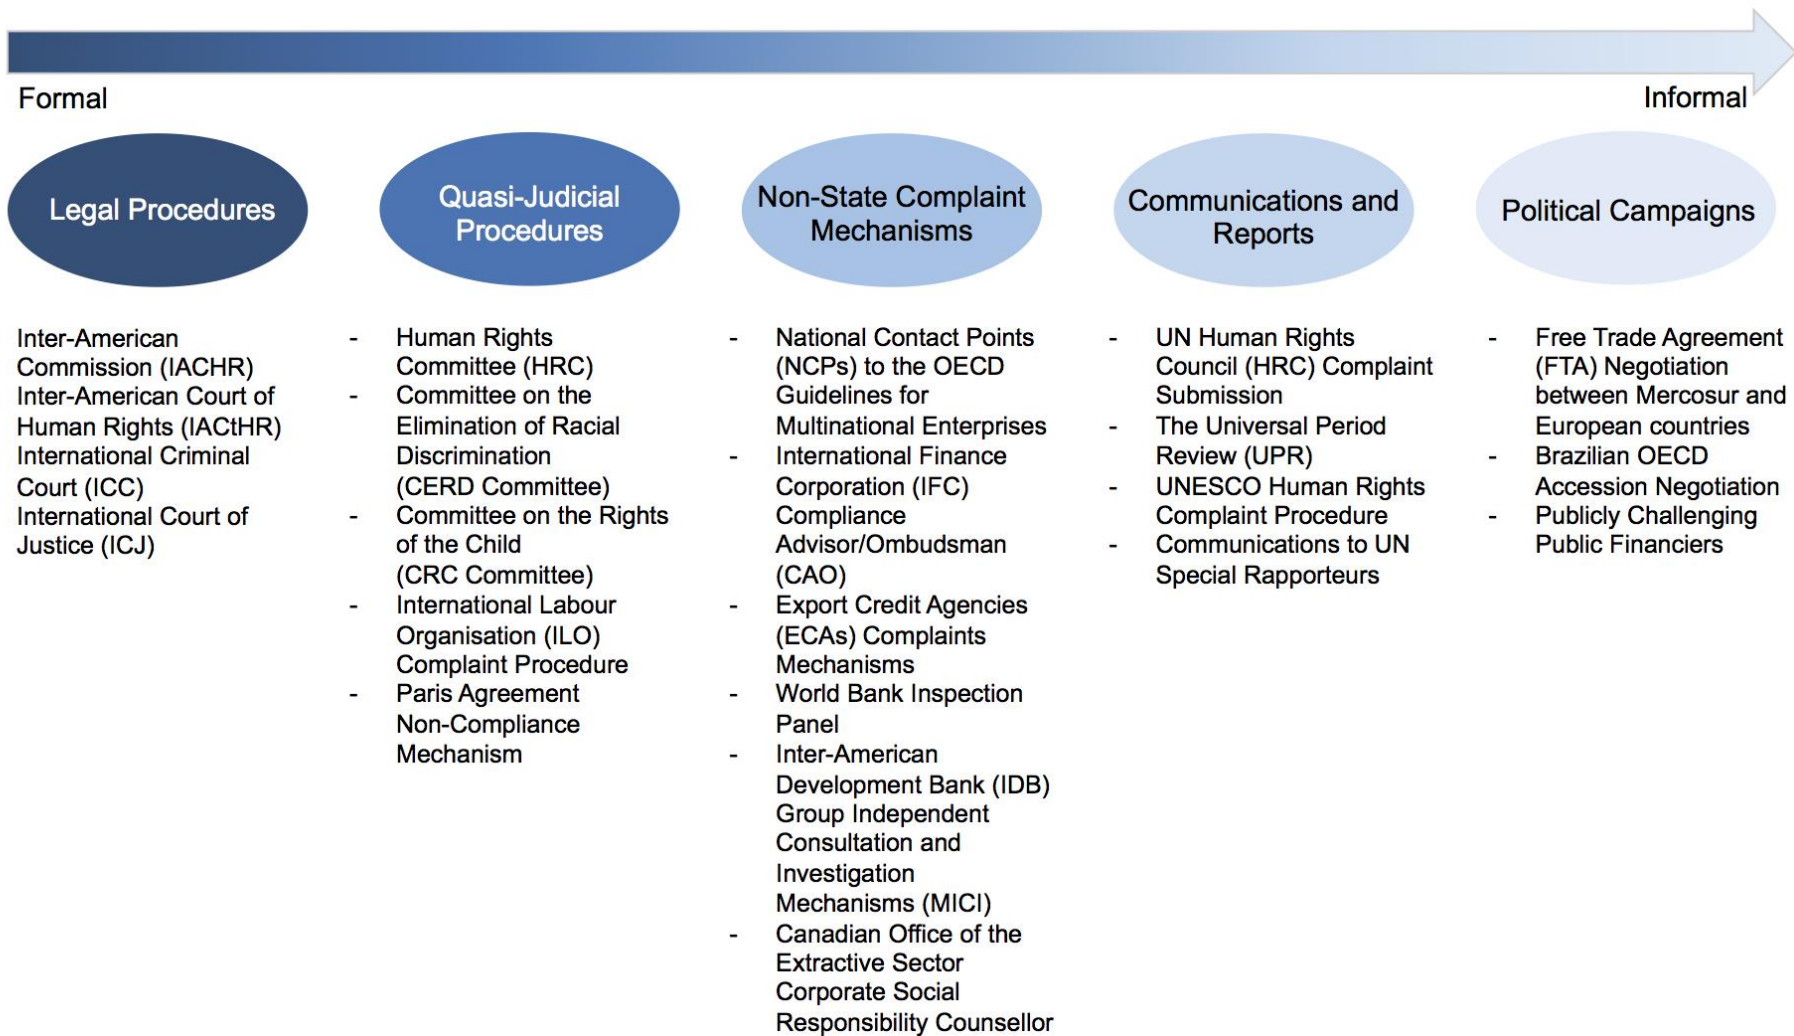 Formal
Informal
Legal Procedures
Inter-American
Commission (IACHR)
Inter-American Court of
Human Rights (IACtHR)
International Criminal
Court (ICC)
International Court of
Justice (ICJ)
Quasi-Judicial
Procedures
- Human Rights
Committee (HRC)
- Committee on the
Elimination of Racial
Discrimination
(CERD Committee)
- Committee on the Rights
of the Child
(CRC Committee)
- International Labour
Organisation (ILO)
Complaint Procedure
- Paris Agreement
Non-Compliance
Mechanism
Non-State Complaint
Mechanisms
- National Contact Points
(NCPs) to the OECD
Guidelines for
Multinational Enterprises
- International Finance
Corporation (IFC)
Compliance
Advisor/Ombudsman
(CAO)
- Export Credit Agencies
(ECAs) Complaints
Mechanisms
- World Bank Inspection
Panel
- Inter-American
Development Bank (IDB)
Group Independent
Consultation and
Investigation
Mechanisms (MICI)
- Canadian Office of the
Extractive Sector
Corporate Social
Responsibility Counsellor
Communications and
Reports
- UN Human Rights
Council (HRC) Complaint
Submission
- The Universal Period
Review (UPR)
- UNESCO Human Rights
Complaint Procedure
- Communications to UN
Special Rapporteurs
Political Campaigns
- Free Trade Agreement
(FTA) Negotiation
between Mercosur and
European countries
- Brazilian OECD
Accession Negotiation
- Publicly Challenging
Public Financiers